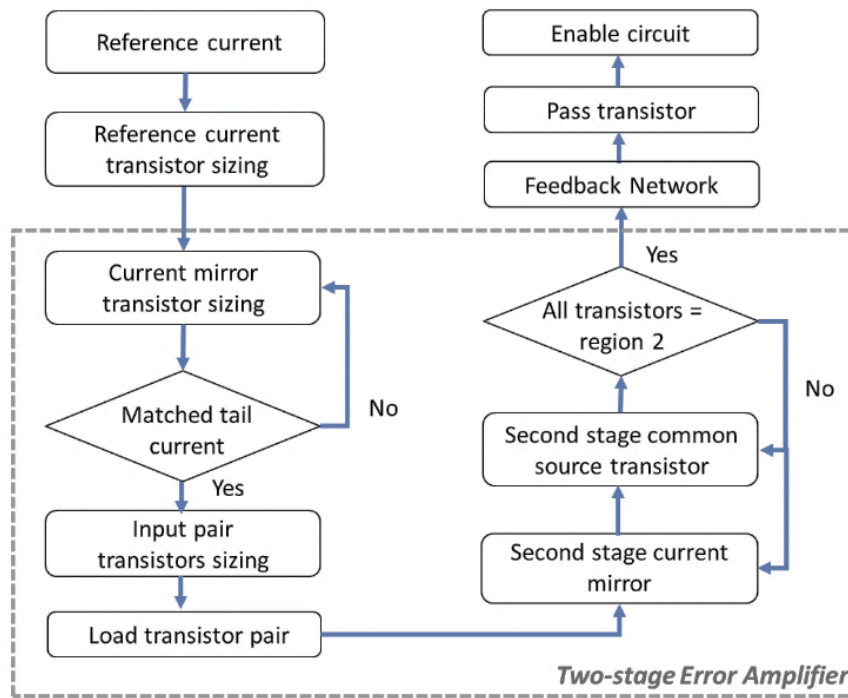 Reference current
Reference current
transistor sizing
Current mirror
transistor sizing
Matched tail
current
No
Yes
Input pair
transistors sizing
Load transistor pair
Enable circuit
Pass transistor
Feedback Network
Yes
All transistors =
region 2
No
Second stage common
source transistor
Second stage current
mirror
Two-stage Error Amplifier